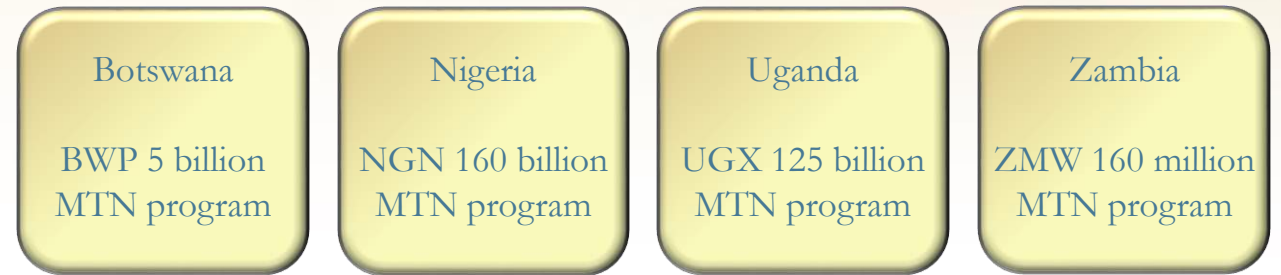 Botswana
BWP 5 billion
MTN program
Nigeria
NGN 160 billion
MTN program
Uganda
UGX 125 billion
MTN program
Zambia
ZMW 160 million
MTN program